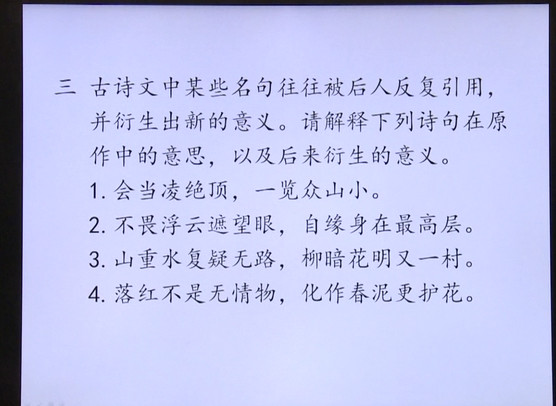 三 古诗文中某些名句往往被后人反复引用，
并衍生出新的意义。请解释下列诗句在原
作中的意思，以及后来衍生的意义。
1. 会当凌绝顶，一览众山小。
2. 不畏浮云遮望眼，自缘身在最高层。
3. 山重水复疑无路，柳暗花明又一村。
4. 落红不是无情物，化作春泥更护花。